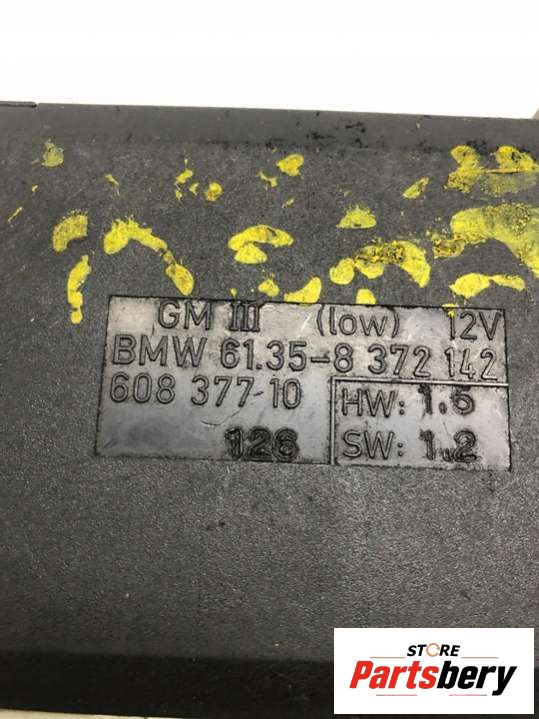 GM III (low) 12V
BMW 61.35-8 372 142
608 377 10
HW: 1.5
126
SW: 1.2
STORE
Partsbery